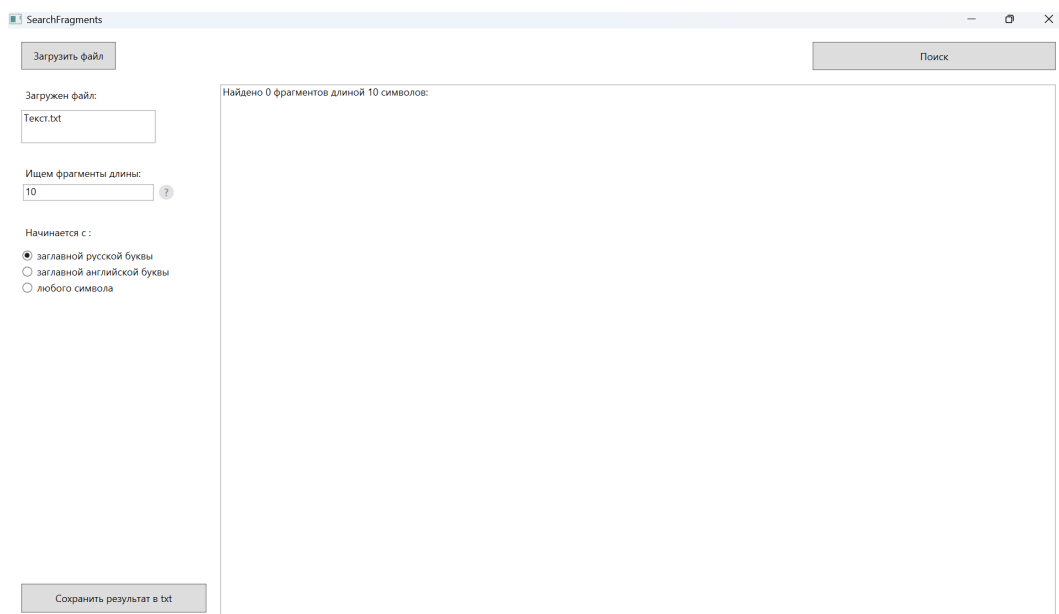 SearchFragments
Загрузить файл
Поиск
Загружен файл:
Текст.txt
Найдено 0 фрагментов длиной 10 символов:
Ищем фрагменты длины:
10
?
Начинается с :
заглавной русской буквы
заглавной английской буквы
любого символа
Сохранить результат в txt